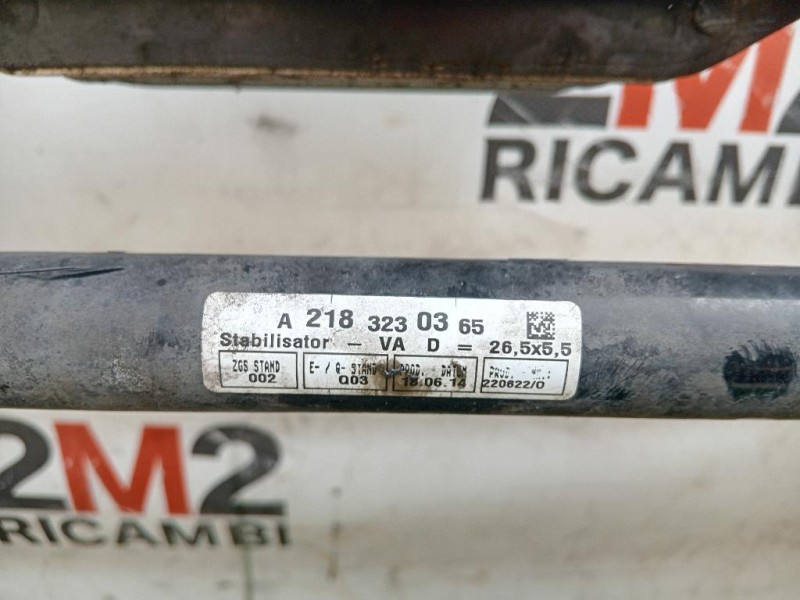 2M2
RICAMBI
A 218 323 03 65
Stabilisator - VA D = 26,5x5,5
ZGS STAND E-/Q- STAND PROD. DATUM PROD.
002 Q03 18.06.14 220622/0
2M2
RICAMBI